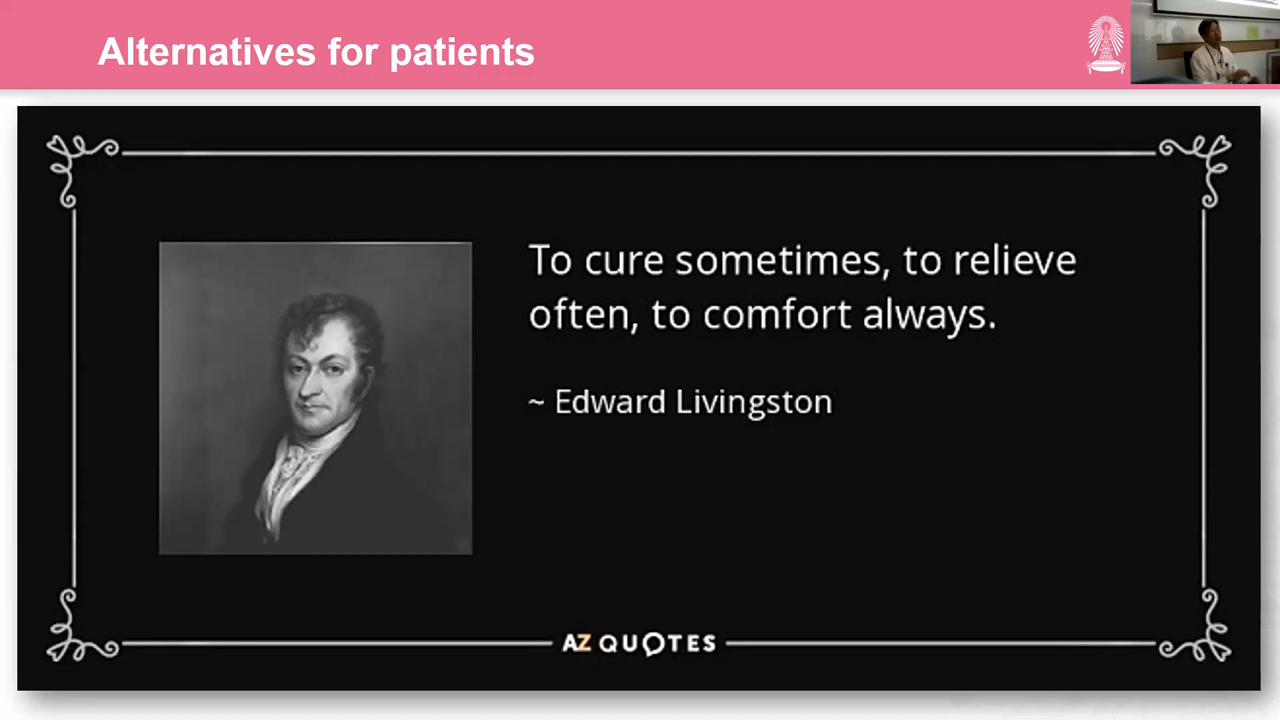 Alternatives for patients
To cure sometimes, to relieve
often, to comfort always.
~ Edward Livingston
AZ QUOTES